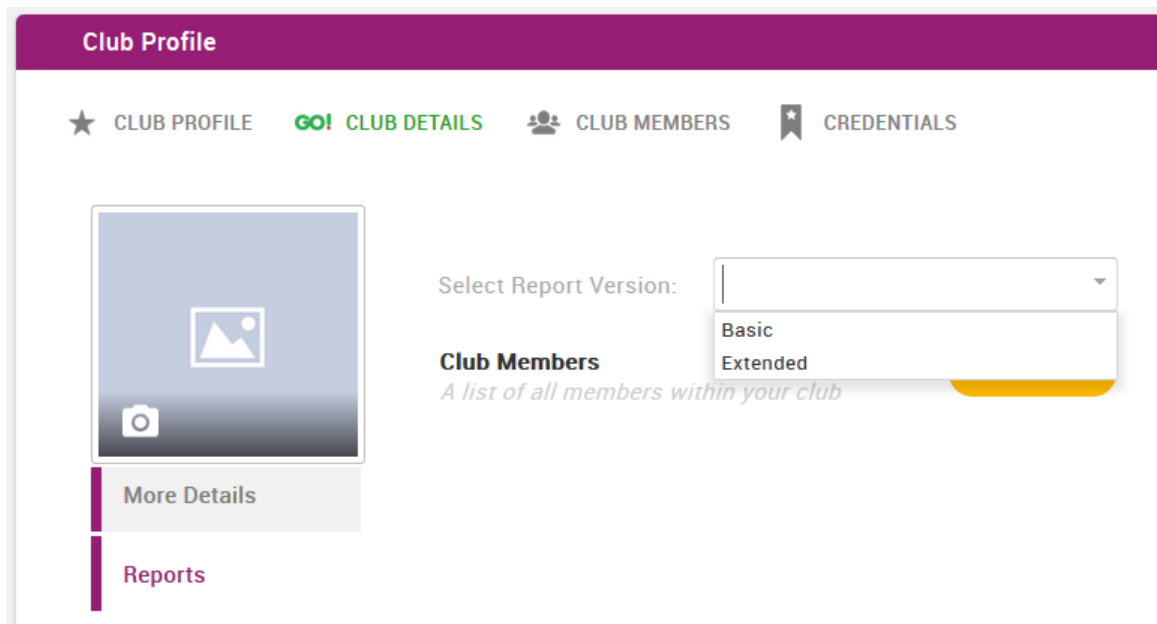 Club Profile
CLUB PROFILE GO! CLUB DETAILS CLUB MEMBERS CREDENTIALS
Select Report Version:
Basic
Extended
Club Members
A list of all members within your club
More Details
Reports